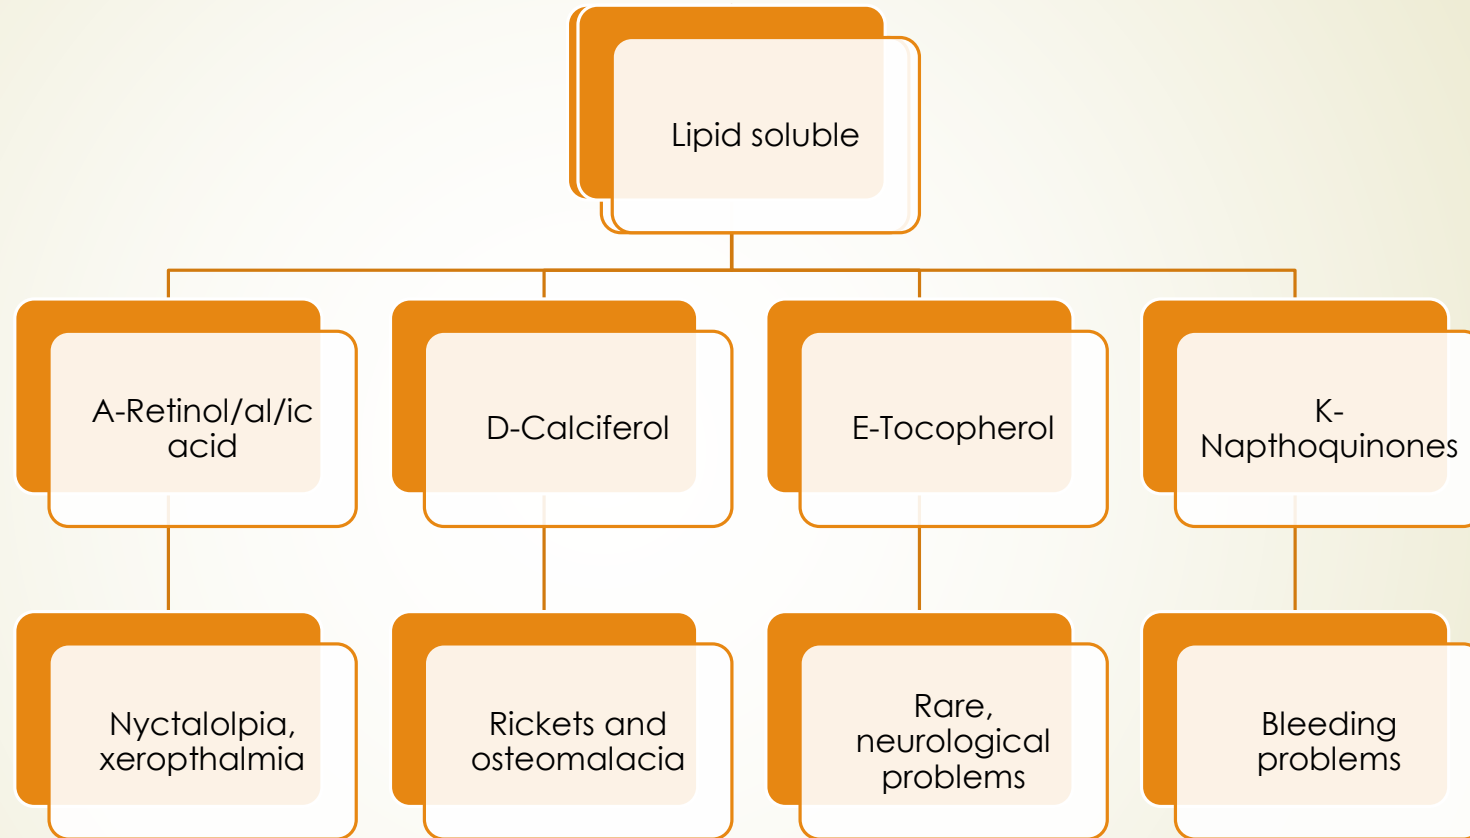 Lipid soluble
A-Retinol/al/ic
acid
D-Calciferol
E-Tocopherol
K-
Napthoquinones
Nyctalolpia,
xeropthalmia
Rickets and
osteomalacia
Rare,
neurological
problems
Bleeding
problems